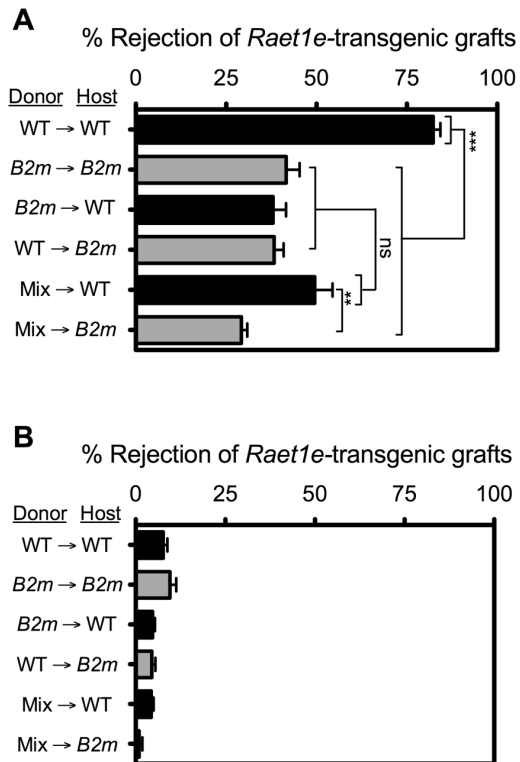 A
% Rejection of Raet1e-transgenic grafts
0 25 50 75 100
Donor Host
WT → WT
B2m → B2m
B2m → WT
WT → B2m
Mix → WT
Mix → B2m
***
ns
**
B
% Rejection of Raet1e-transgenic grafts
0 25 50 75 100
Donor Host
WT → WT
B2m → B2m
B2m → WT
WT → B2m
Mix → WT
Mix → B2m